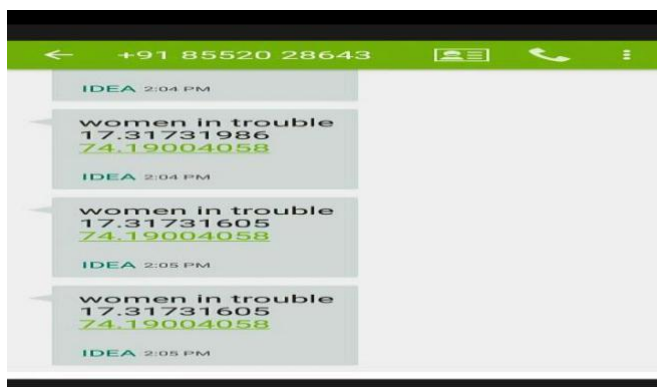 +91 85520 28643
IDEA 2:04 PM
women in trouble
17.31731986
74.19004058
IDEA 2:04 PM
women in trouble
17.31731605
74.19004058
IDEA 2:05 PM
women in trouble
17.31731605
74.19004058
IDEA 2:05 PM